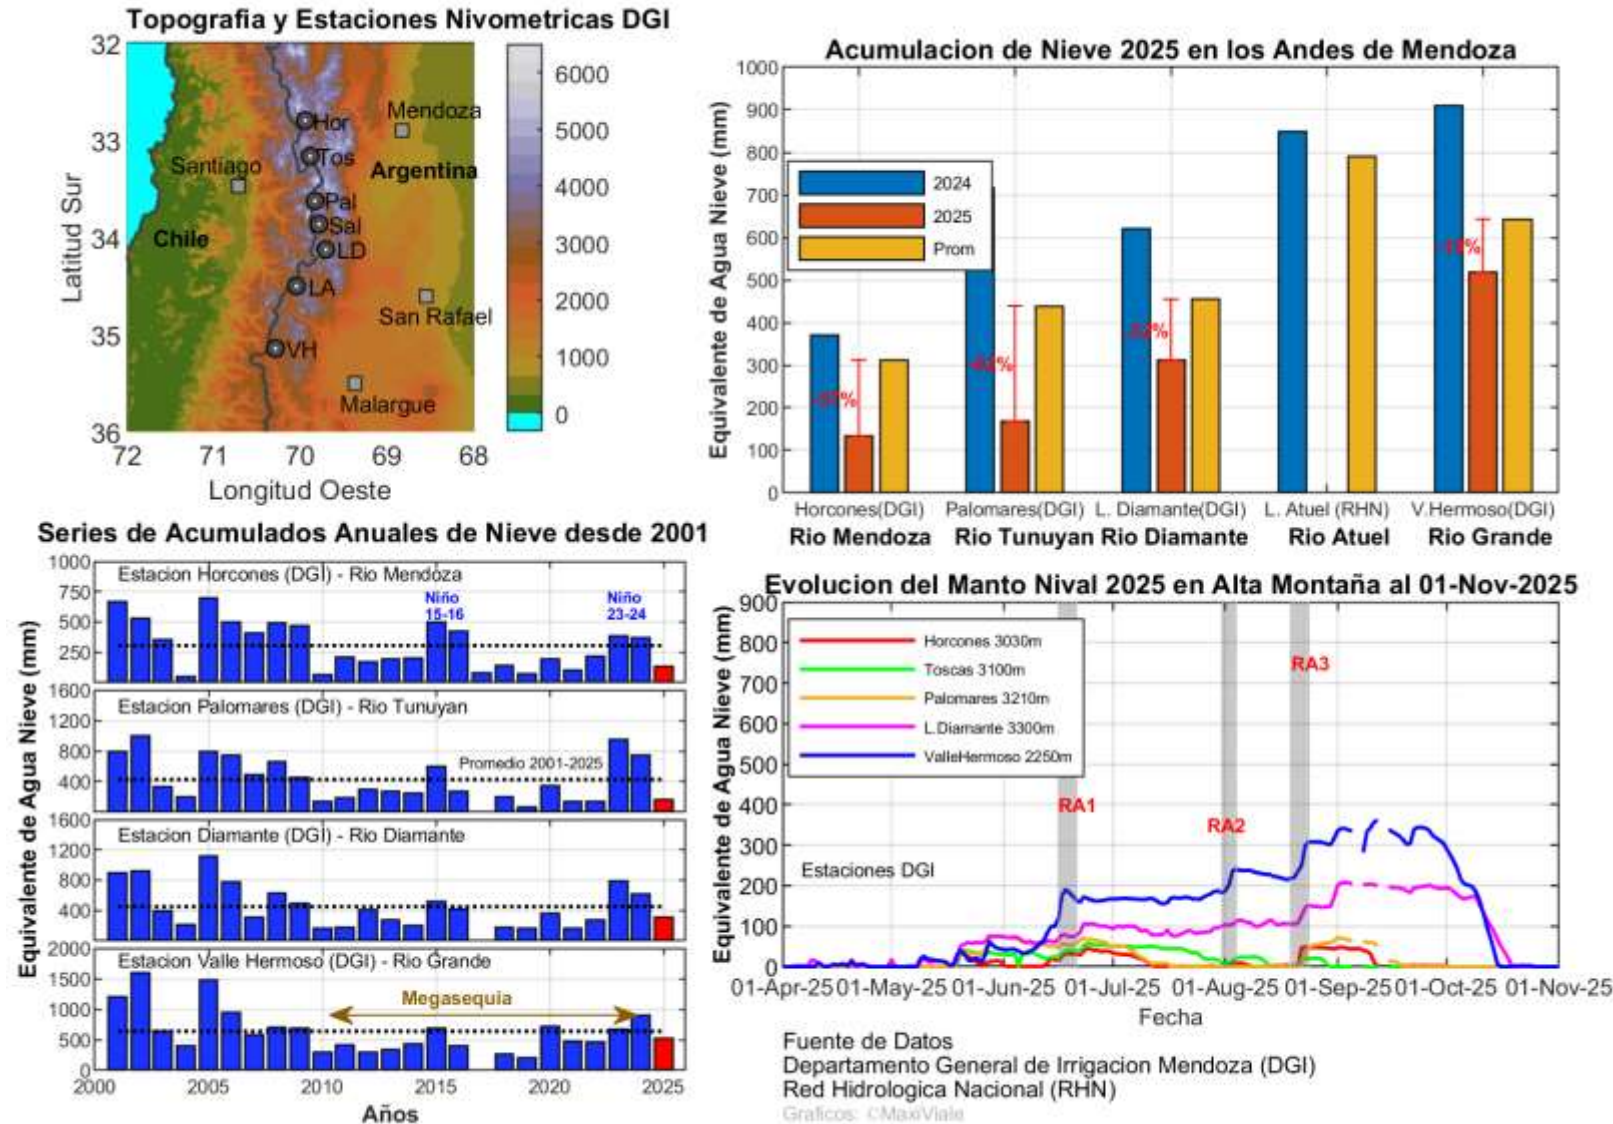 Topografia y Estaciones Nivometricas DGI
32
33
34
35
36
Latitud Sur
72 71 70 69 68
Longitud Oeste
Hor
Tos
Pal
Sal
LD
LA
VH
Mendoza
Santiago
Argentina
Chile
San Rafael
Malargue
6000
5000
4000
3000
2000
1000
0
Acumulacion de Nieve 2025 en los Andes de Mendoza
Equivalente de Agua Nieve (mm)
1000
900
800
700
600
500
400
300
200
100
0
2024
2025
Prom
Horcones(DGI) Palomares(DGI) L. Diamante(DGI) L. Atuel (RHN) V.Hermoso(DGI)
Rio Mendoza Rio Tunuyan Rio Diamante Rio Atuel Rio Grande
Series de Acumulados Anuales de Nieve desde 2001
Equivalente de Agua Nieve (mm)
1000
750
500
250
Estacion Horcones (DGI) - Rio Mendoza
Niño
15-16
Niño
23-24
1600
1200
800
400
Estacion Palomares (DGI) - Rio Tunuyan
Promedio 2001-2025
1600
1200
800
400
Estacion Diamante (DGI) - Rio Diamante
2000
1500
1000
500
0
Estacion Valle Hermoso (DGI) - Rio Grande
Megasequia
2000 2005 2010 2015 2020 2025
Años
Evolucion del Manto Nival 2025 en Alta Montaña al 01-Nov-2025
Equivalente de Agua Nieve (mm)
900
800
700
600
500
400
300
200
100
0
Horcones 3030m
Toscas 3100m
Palomares 3210m
L.Diamante 3300m
ValleHermoso 2250m
RA1
RA2
RA3
Estaciones DGI
01-Apr-25 01-May-25 01-Jun-25 01-Jul-25 01-Aug-25 01-Sep-25 01-Oct-25 01-Nov-25
Fecha
Fuente de Datos
Departamento General de Irrigacion Mendoza (DGI)
Red Hidrologica Nacional (RHN)
Graficos: ©MaxiViale